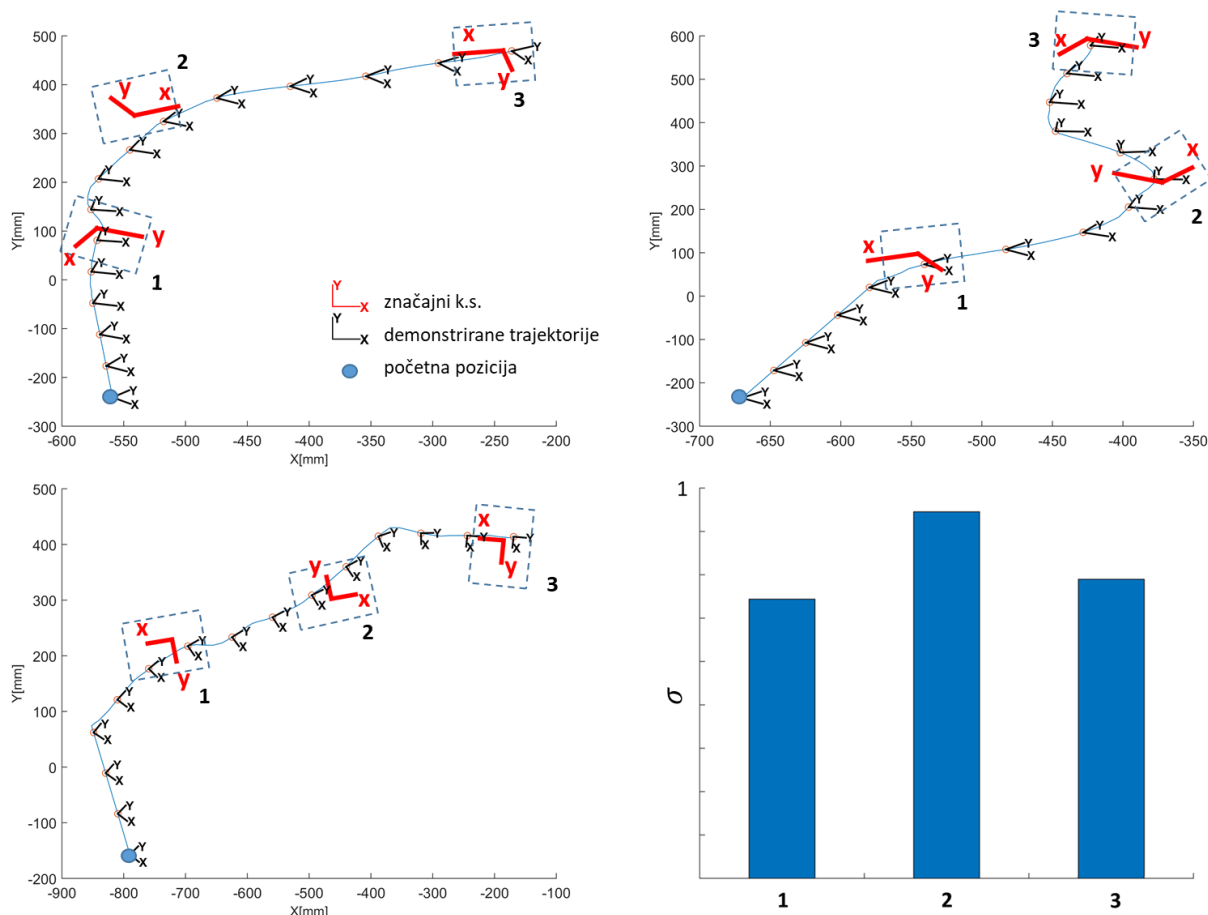 500
400
300
200
100
0
-100
-200
-300
Y[mm]
-600 -550 -500 -450 -400 -350 -300 -250 -200
X[mm]
1
2
3
x
y
Y
X
značajni k.s.
demonstrirane trajektorije
početna pozicija
600
500
400
300
200
100
0
-100
-200
-300
Y[mm]
-700 -650 -600 -550 -500 -450 -400 -350
1
2
3
x
y
Y
X
500
400
300
200
100
0
-100
-200
Y[mm]
-900 -800 -700 -600 -500 -400 -300 -200 -100
X[mm]
1
2
3
x
y
Y
X
1
σ
1 2 3